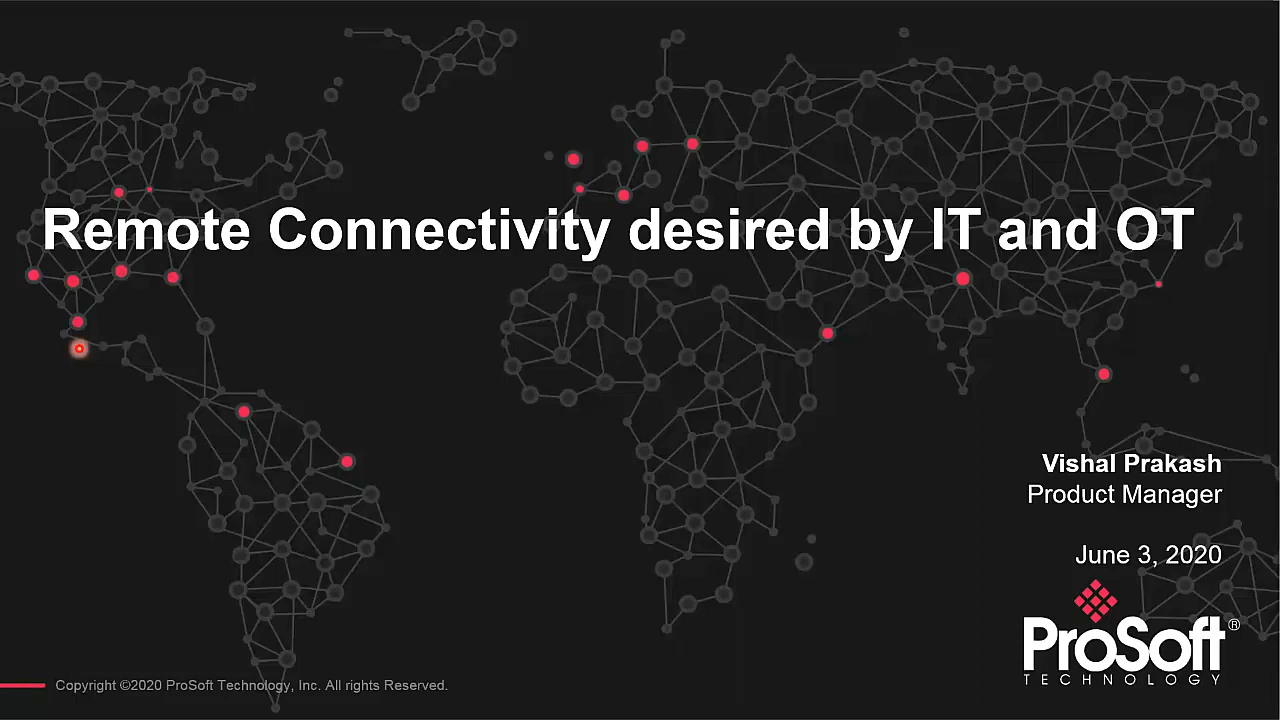 Remote Connectivity desired by IT and OT
Vishal Prakash
Product Manager
June 3, 2020
ProSoft®
TECHNOLOGY
Copyright ©2020 ProSoft Technology, Inc. All rights Reserved.